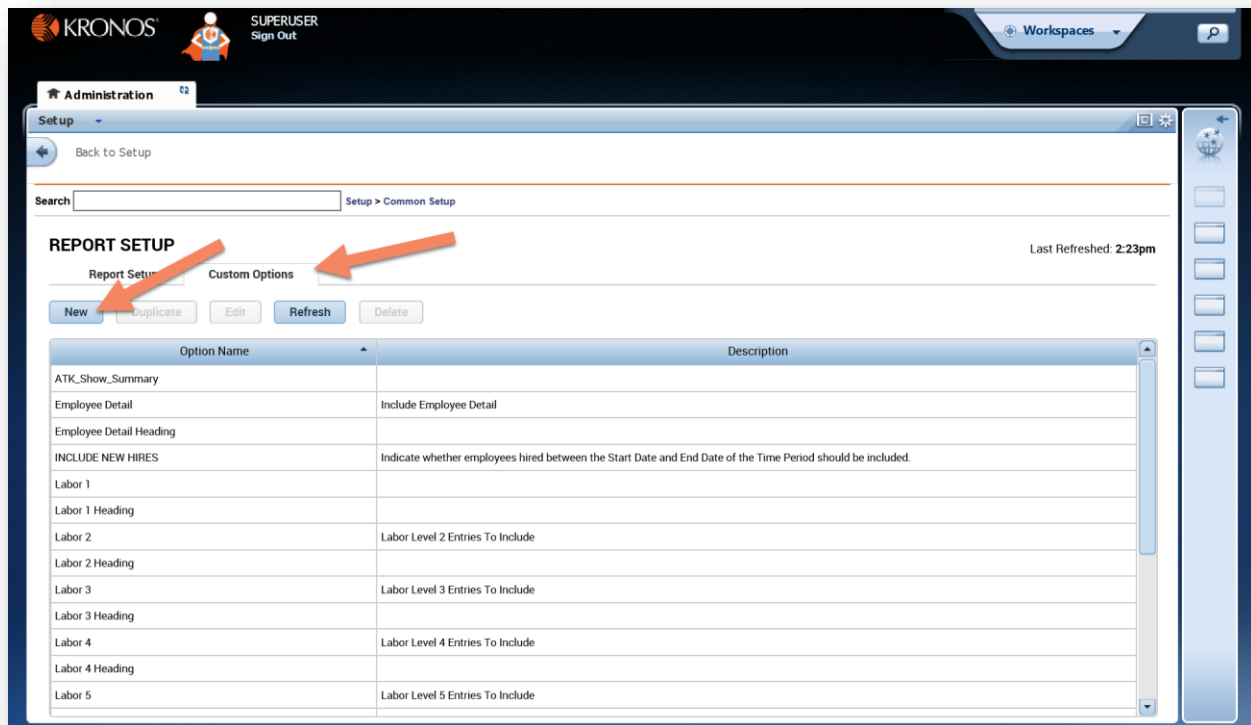 KRONOS
SUPERUSER
Sign Out
Workspaces
Administration
Setup
Back to Setup
Search
Setup > Common Setup
REPORT SETUP
Last Refreshed: 2:23pm
Report Setup Custom Options
New Duplicate Edit Refresh Delete
Option Name Description
ATK_Show_Summary
Employee Detail Include Employee Detail
Employee Detail Heading
INCLUDE NEW HIRES Indicate whether employees hired between the Start Date and End Date of the Time Period should be included.
Labor 1
Labor 1 Heading
Labor 2 Labor Level 2 Entries To Include
Labor 2 Heading
Labor 3 Labor Level 3 Entries To Include
Labor 3 Heading
Labor 4 Labor Level 4 Entries To Include
Labor 4 Heading
Labor 5 Labor Level 5 Entries To Include